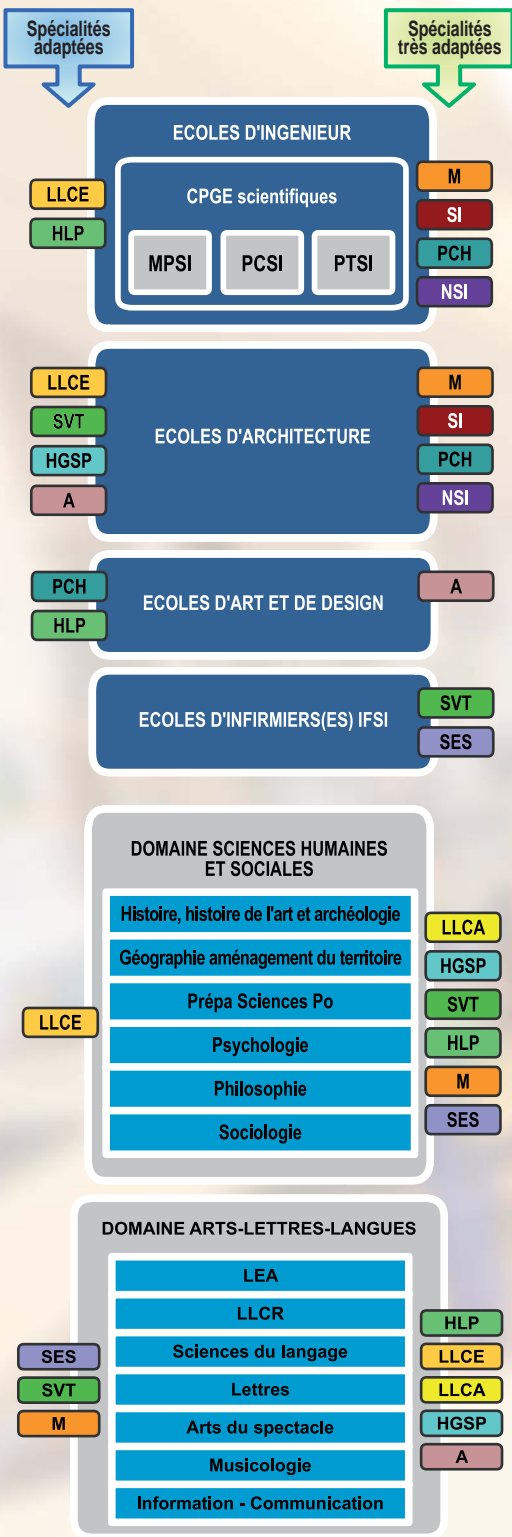 Spécialités
adaptées
Spécialités
très adaptées
ECOLES D'INGENIEUR
CPGE scientifiques
MPSI
PCSI
PTSI
LLCE
HLP
M
SI
PCH
NSI
ECOLES D'ARCHITECTURE
LLCE
SVT
HGSP
A
M
SI
PCH
NSI
ECOLES D'ART ET DE DESIGN
PCH
HLP
A
ECOLES D'INFIRMIERS(ES) IFSI
SVT
SES
DOMAINE SCIENCES HUMAINES
ET SOCIALES
Histoire, histoire de l'art et archéologie
Géographie aménagement du territoire
Prépa Sciences Po
Psychologie
Philosophie
Sociologie
LLCE
LLCA
HGSP
SVT
HLP
M
SES
DOMAINE ARTS-LETTRES-LANGUES
LEA
LLCR
Sciences du langage
Lettres
Arts du spectacle
Musicologie
Information - Communication
SES
SVT
M
HLP
LLCE
LLCA
HGSP
A